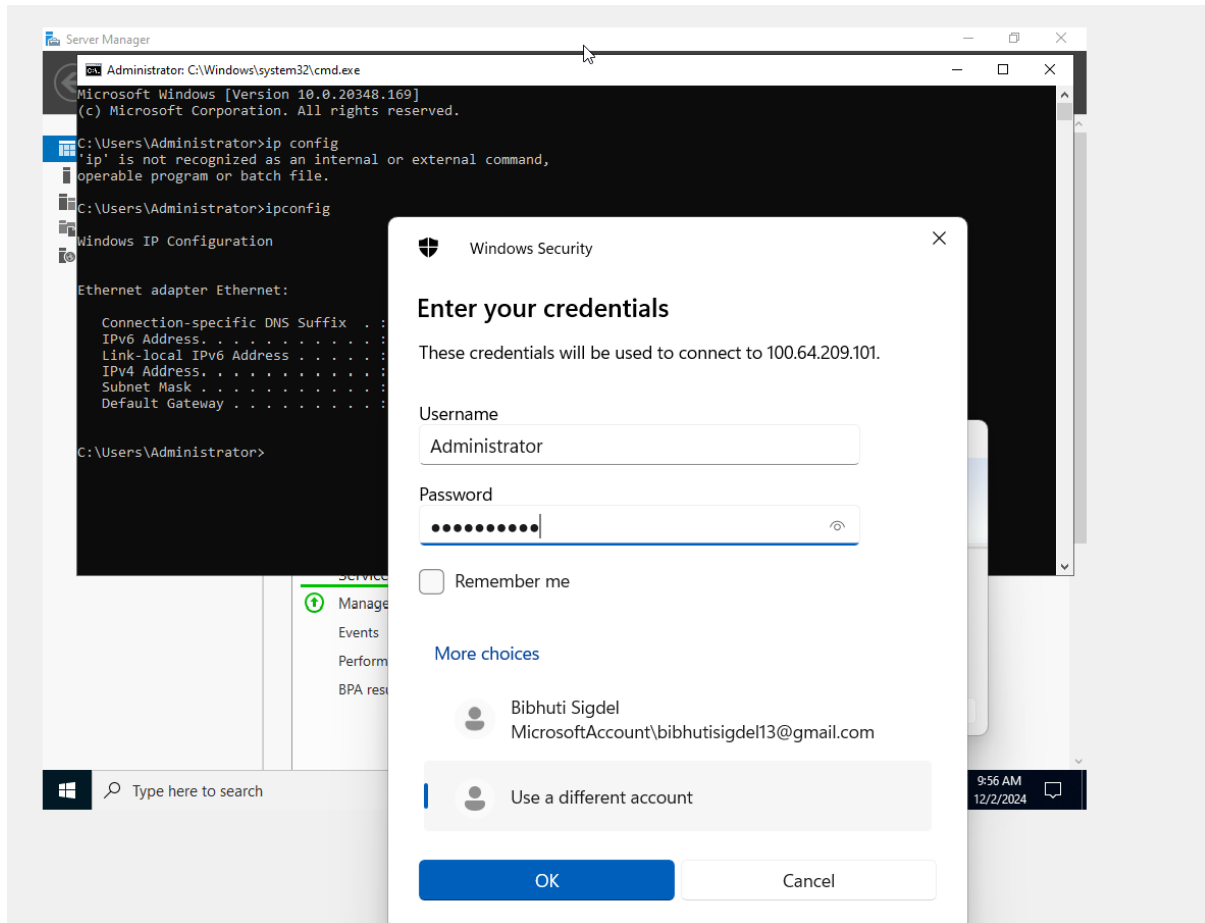 Server Manager
Administrator: C:\Windows\system32\cmd.exe
Microsoft Windows [Version 10.0.20348.169]
(c) Microsoft Corporation. All rights reserved.
C:\Users\Administrator>ip config
'ip' is not recognized as an internal or external command,
operable program or batch file.
C:\Users\Administrator>ipconfig
Windows IP Configuration
Ethernet adapter Ethernet:
Connection-specific DNS Suffix . :
IPv6 Address. . . . . . . . . . . :
Link-local IPv6 Address . . . . . :
IPv4 Address. . . . . . . . . . . :
Subnet Mask . . . . . . . . . . . :
Default Gateway . . . . . . . . . :
C:\Users\Administrator>
Windows Security
Enter your credentials
These credentials will be used to connect to 100.64.209.101.
Username
Administrator
Password
Remember me
More choices
Bibhuti Sigdel
MicrosoftAccount\bibhutisigdel13@gmail.com
Use a different account
OK
Cancel
Manage
Events
Perform
BPA
Type here to search
9:56 AM
12/2/2024